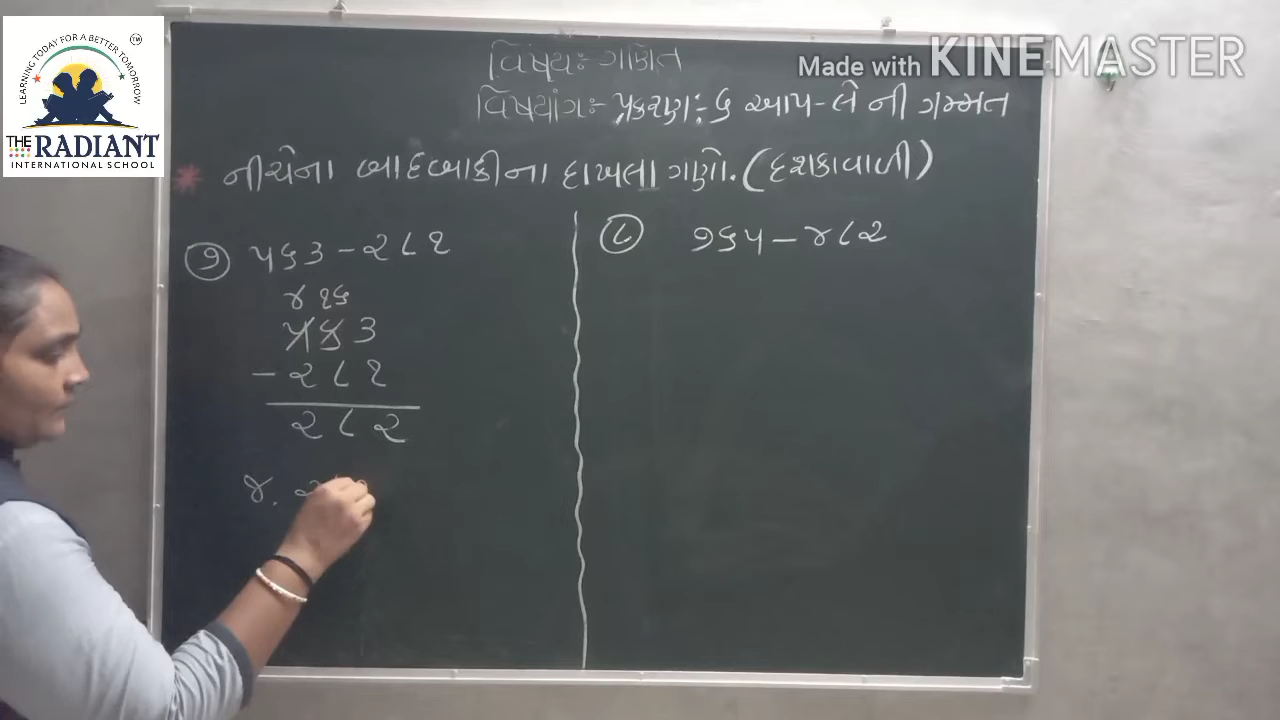 LEARNING TODAY FOR A BETTER TOMORROW
THE RADIANT
INTERNATIONAL SCHOOL
Made with KINEMASTER
વિષયઃ- ગણિત
વિષયાંગઃ- પ્રકરણઃ ૬ આપ-લે ની ગમ્મત
* નીચેના બાદબાકીના દાખલા ગણો. (દશકાવાળી)
૭ ૫૬૩ - ૨૮૧
૪ ૧૬
૫૬૩
- ૨૮૧
૨૮૨
જ.
૮ ૭૬૫ - ૪૮૨